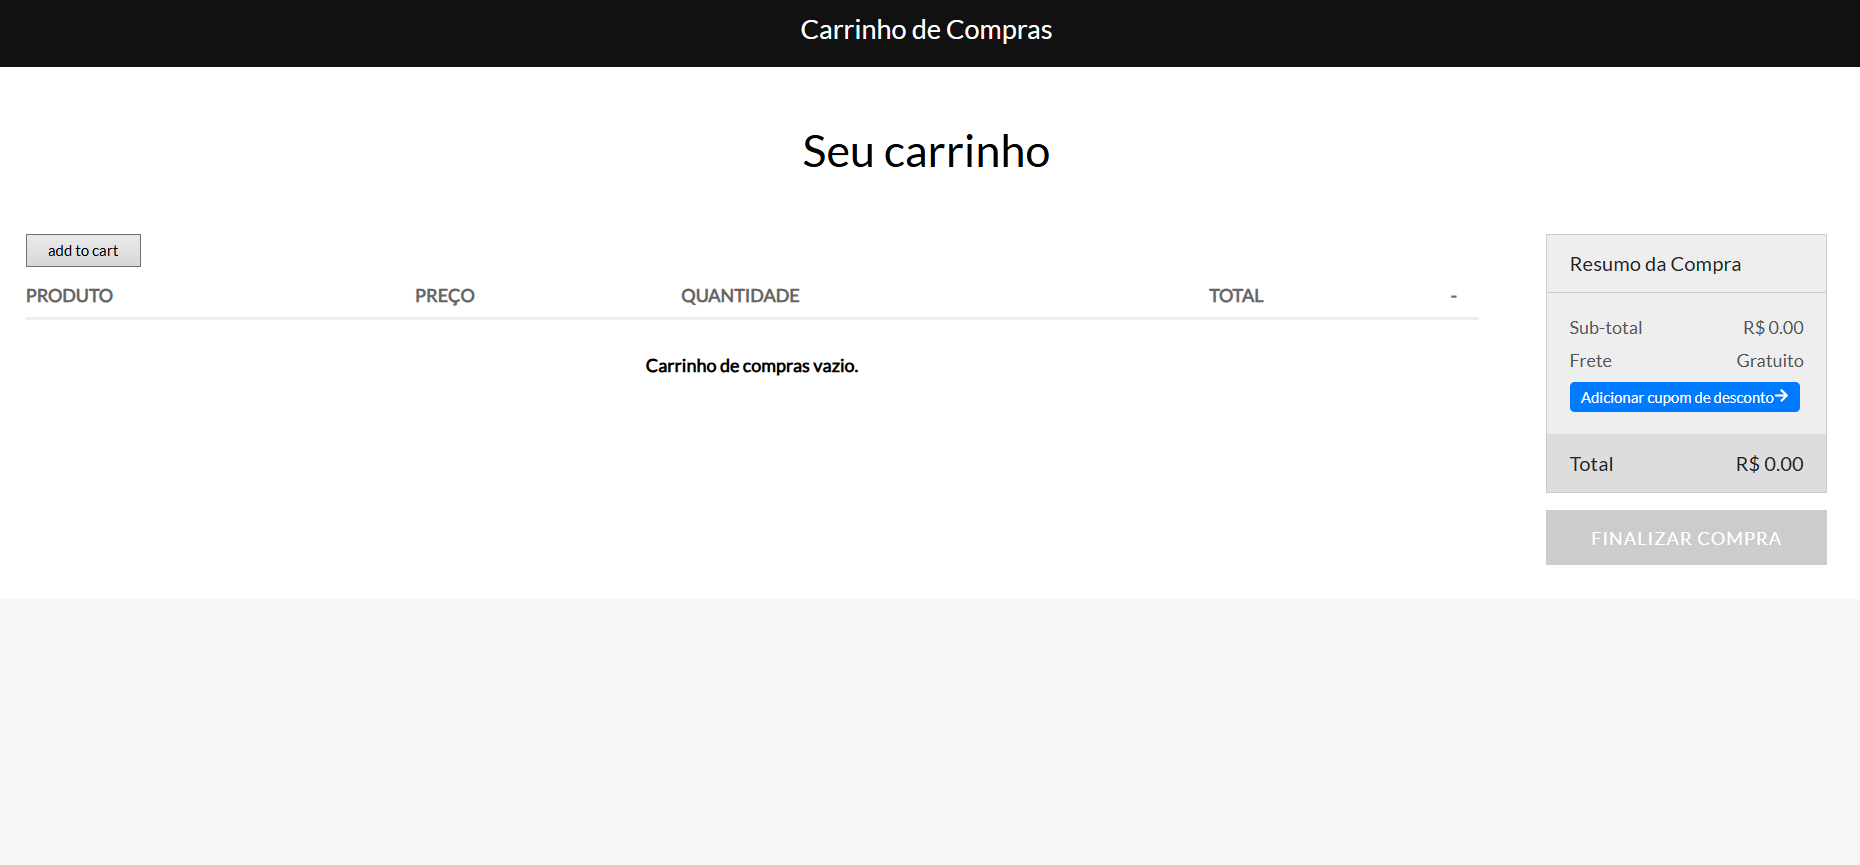 Carrinho de Compras
Seu carrinho
add to cart
PRODUTO PREÇO QUANTIDADE TOTAL -
Carrinho de compras vazio.
Resumo da Compra
Sub-total R$ 0.00
Frete Gratuito
Adicionar cupom de desconto
Total R$ 0.00
FINALIZAR COMPRA